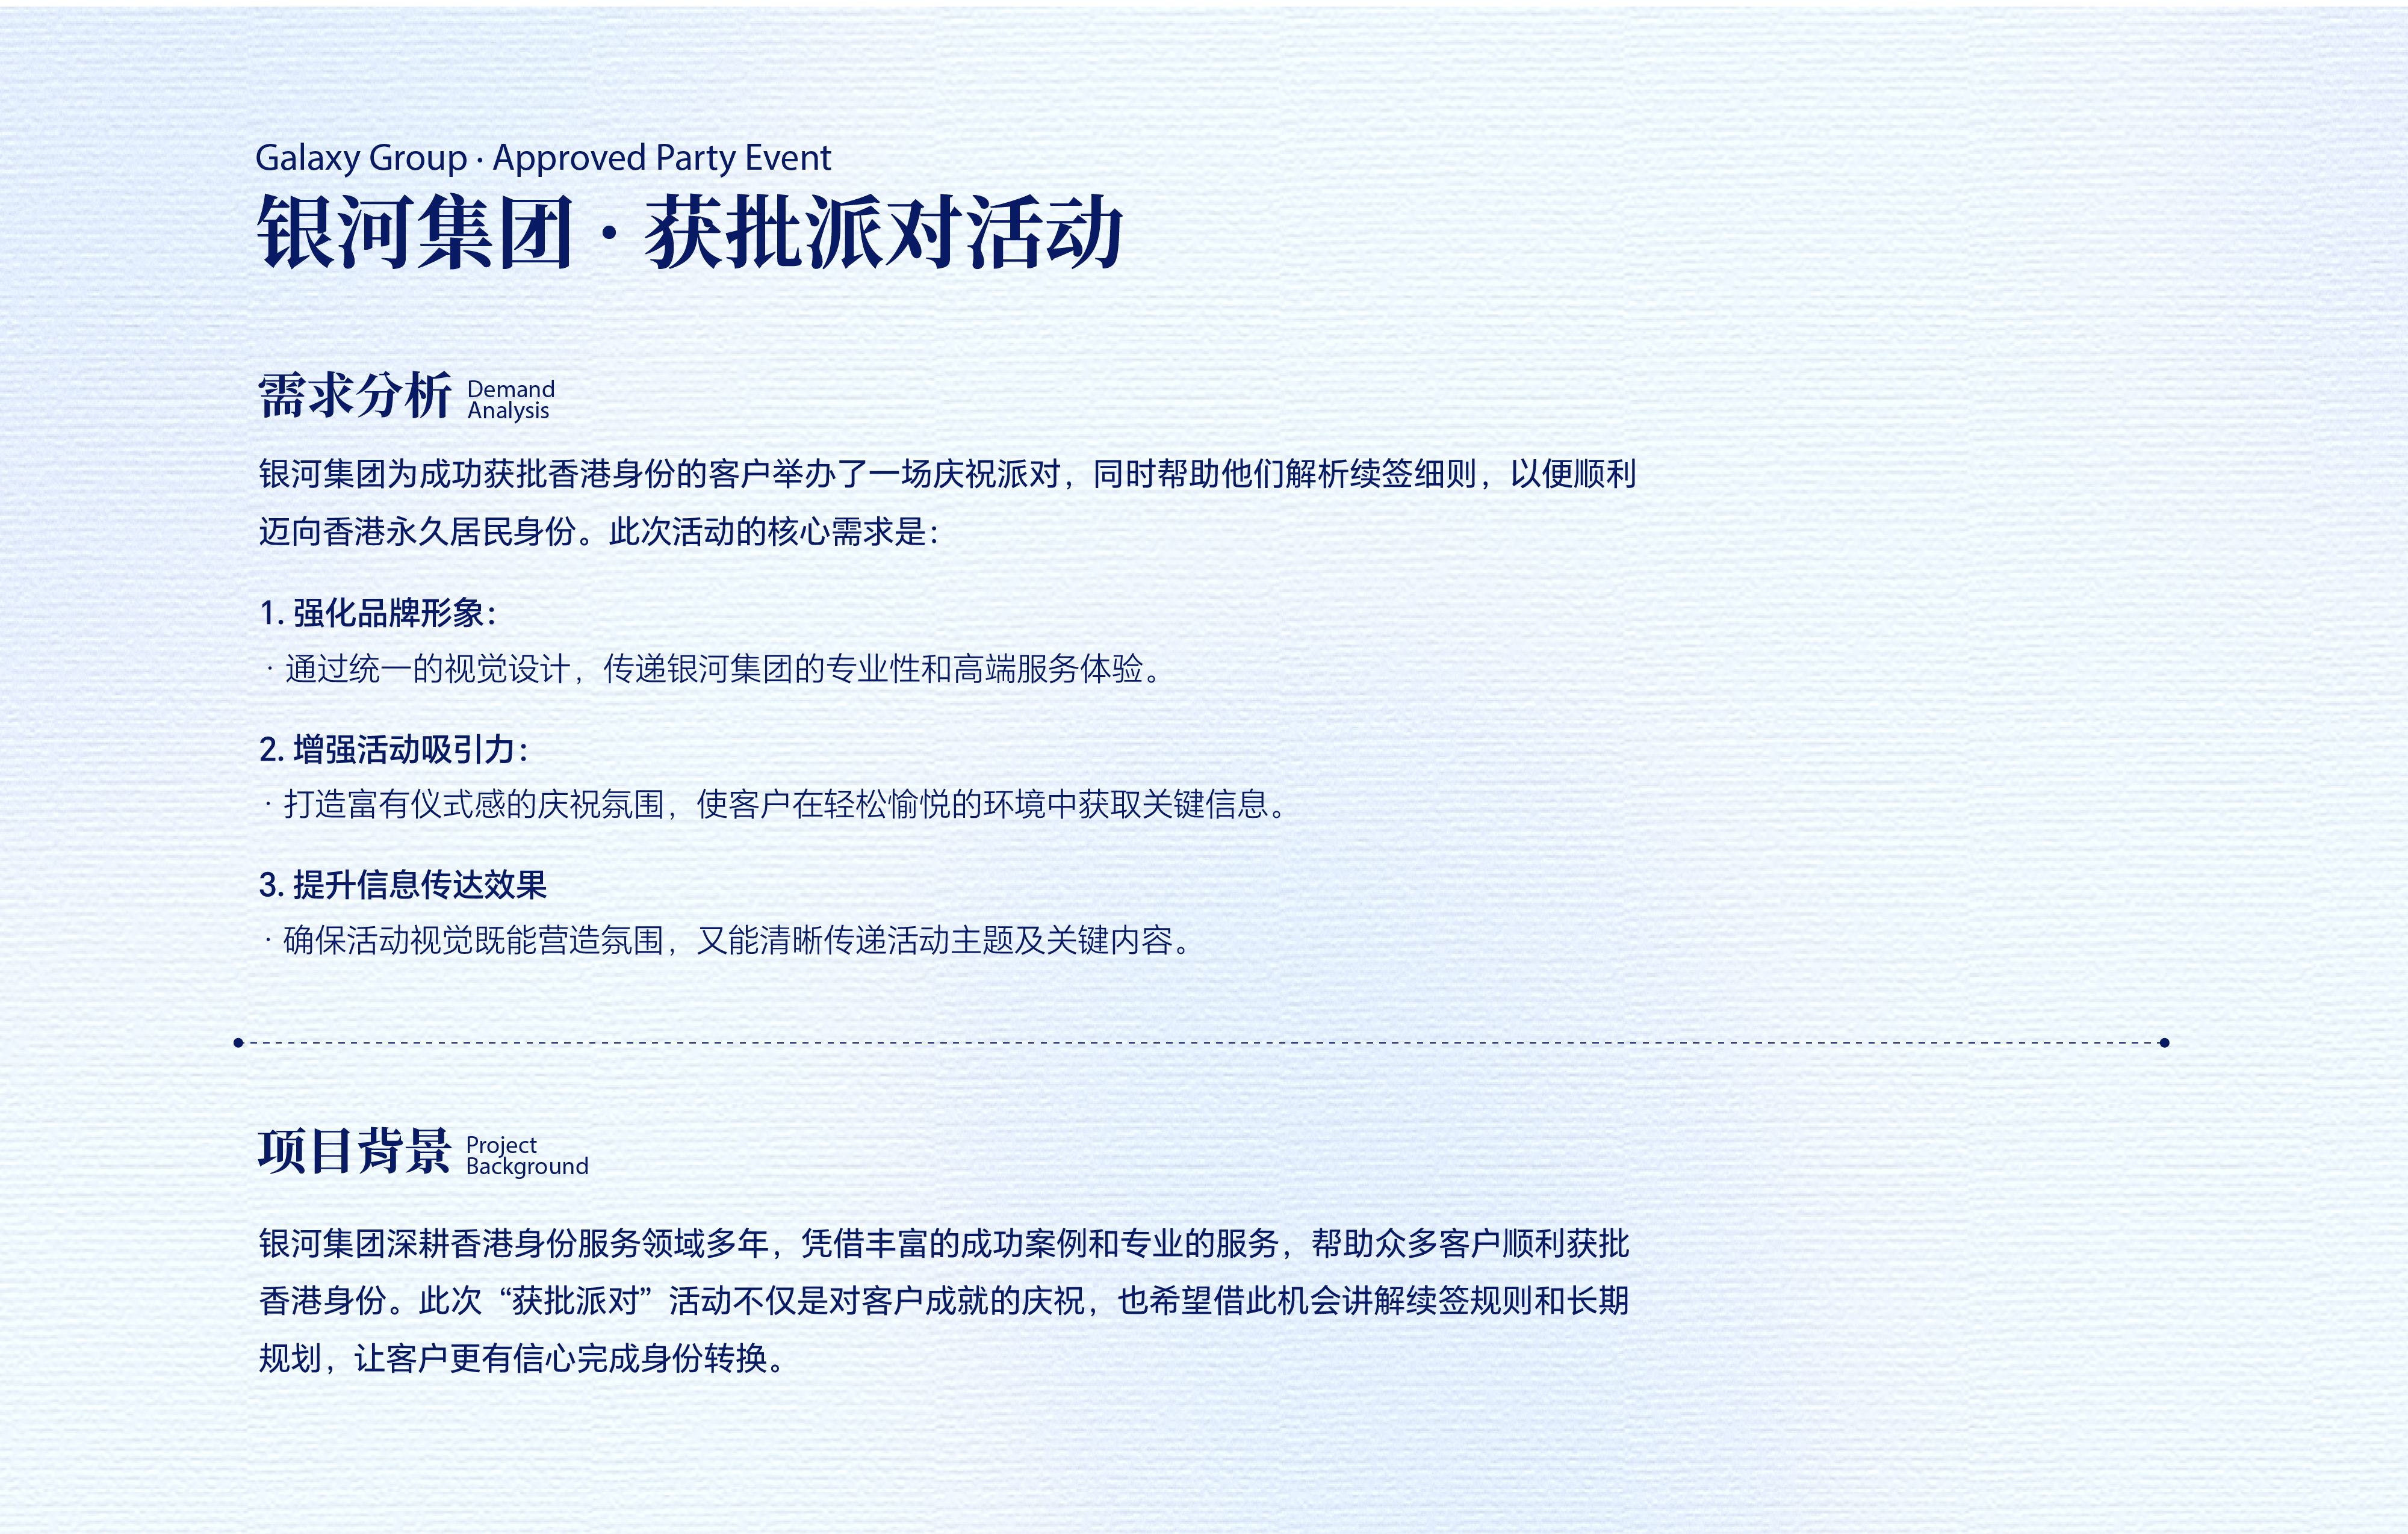 Galaxy Group · Approved Party Event
银河集团 · 获批派对活动
需求分析 Demand
Analysis
银河集团为成功获批香港身份的客户举办了一场庆祝派对，同时帮助他们解析续签细则，以便顺利
迈向香港永久居民身份。此次活动的核心需求是：
1. 强化品牌形象：
· 通过统一的视觉设计，传递银河集团的专业性和高端服务体验。
2. 增强活动吸引力：
· 打造富有仪式感的庆祝氛围，使客户在轻松愉悦的环境中获取关键信息。
3. 提升信息传达效果
· 确保活动视觉既能营造氛围，又能清晰传递活动主题及关键内容。
项目背景 Project
Background
银河集团深耕香港身份服务领域多年，凭借丰富的成功案例和专业的服务，帮助众多客户顺利获批
香港身份。此次“获批派对”活动不仅是对客户成就的庆祝，也希望借此机会讲解续签规则和长期
规划，让客户更有信心完成身份转换。